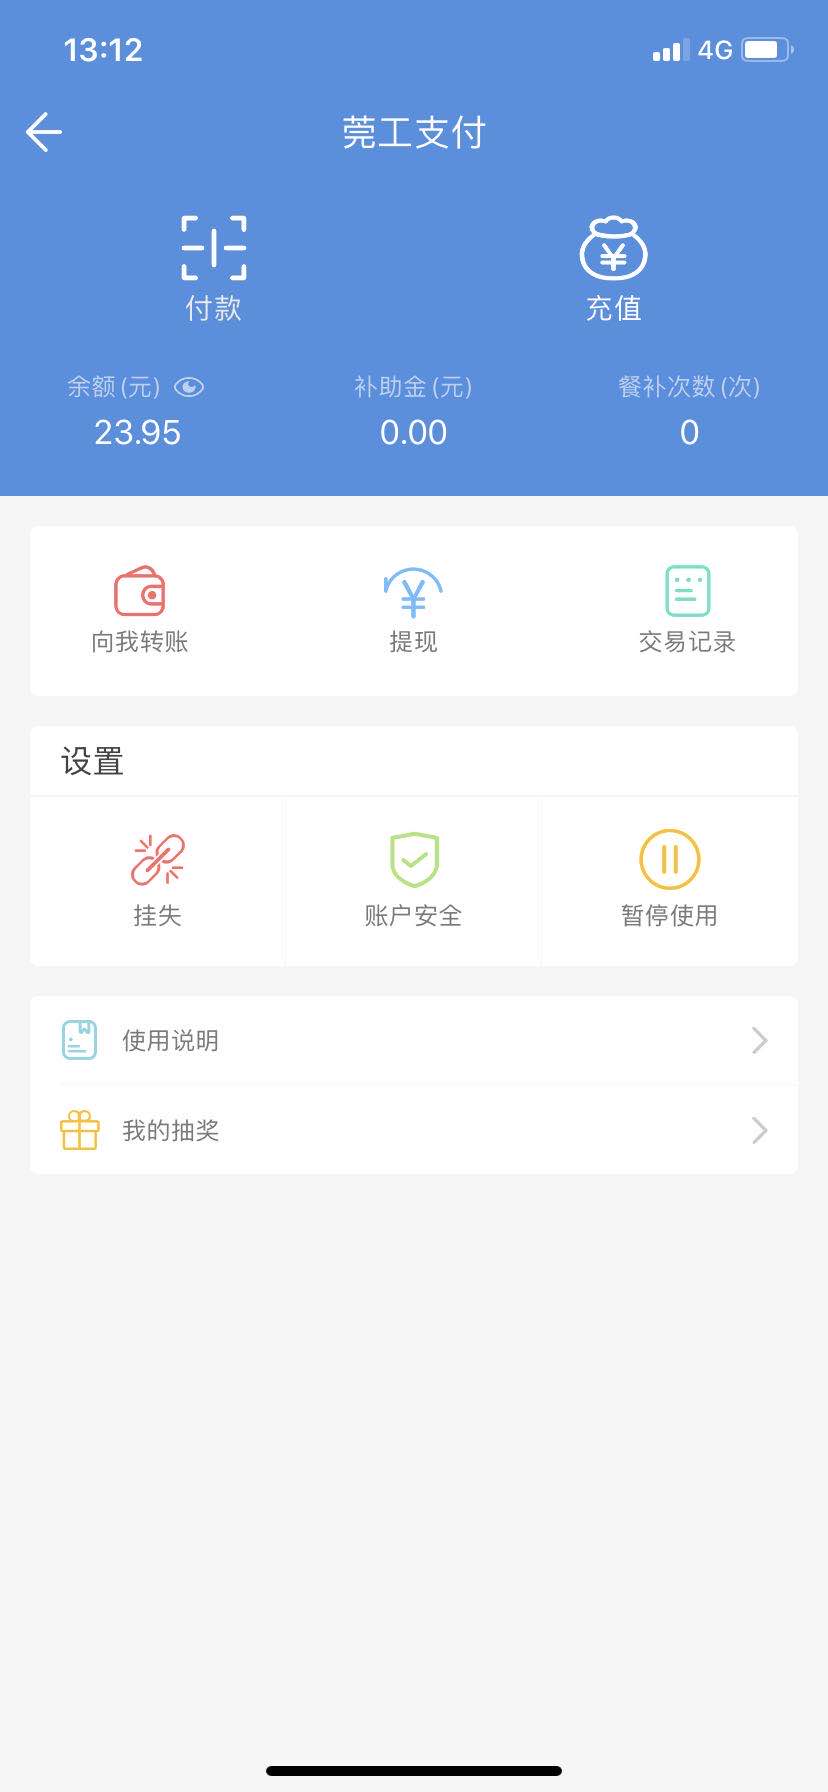 13:12 4G
莞工支付
付款 充值
余额(元) 补助金(元) 餐补次数(次)
23.95 0.00 0
向我转账 提现 交易记录
设置
挂失 账户安全 暂停使用
使用说明
我的抽奖